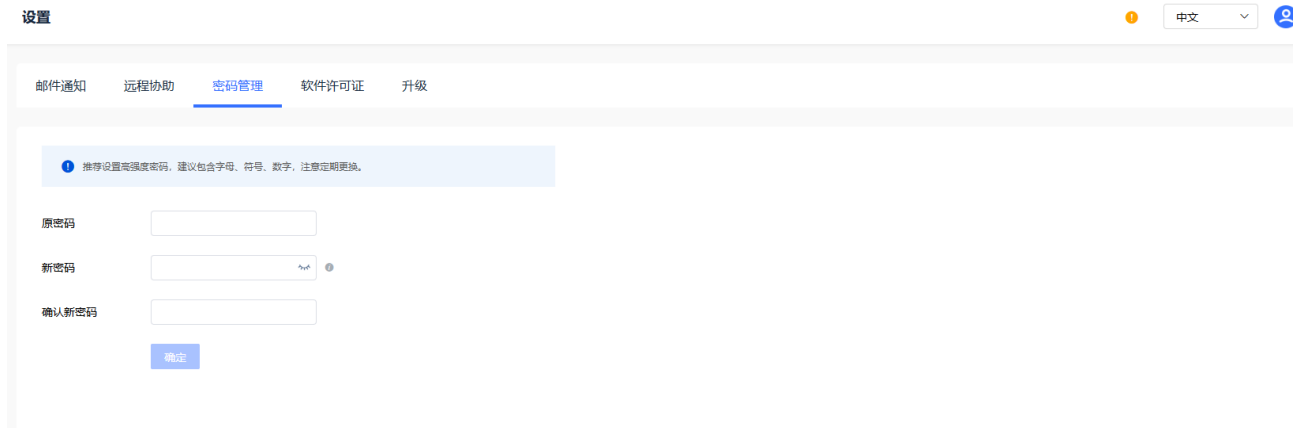 设置
中文
邮件通知 远程协助 密码管理 软件许可证 升级
推荐设置高强度密码，建议包含字母、符号、数字，注意定期更换。
原密码
新密码
确认新密码
确定